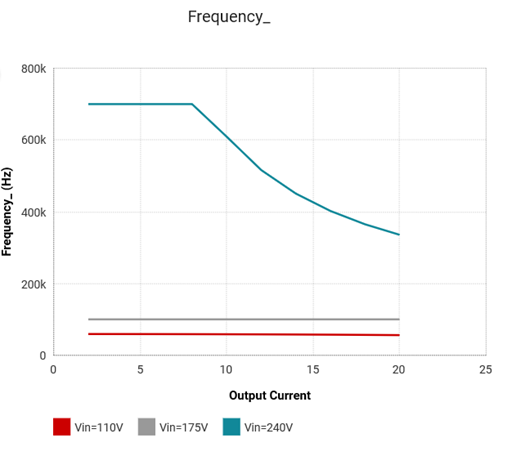 Frequency_
800k
600k
400k
200k
0
Frequency_ (Hz)
0 5 10 15 20 25
Output Current
Vin=110V Vin=175V Vin=240V